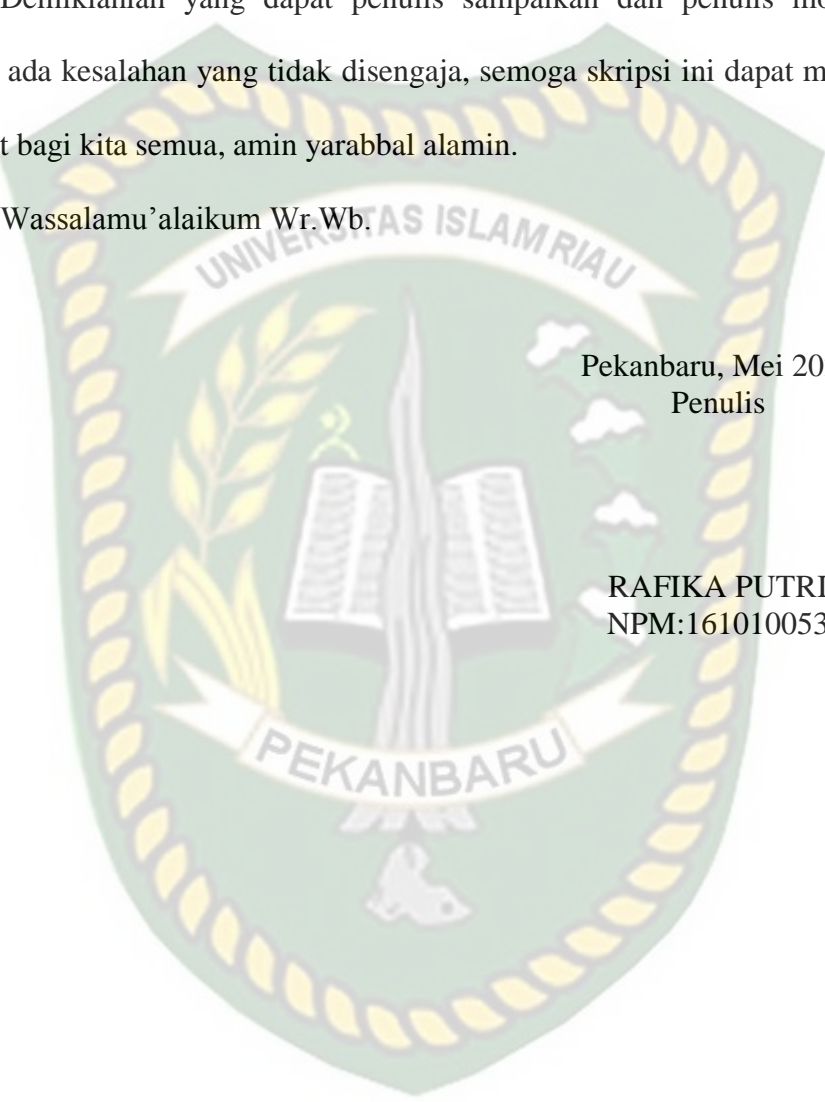 Demikianlah yang dapat penulis sampaikan dan penulis
ada kesalahan yang tidak disengaja, semoga skripsi ini dapat
bagi kita semua, amin yarabbal alamin.
Wassalamu’alaikum Wr.Wb.
UNIVERSITAS ISLAM RIAU
Pekanbaru, Mei 20
Penulis
RAFIKA PUTRI
NPM:161010053
PEKANBARU